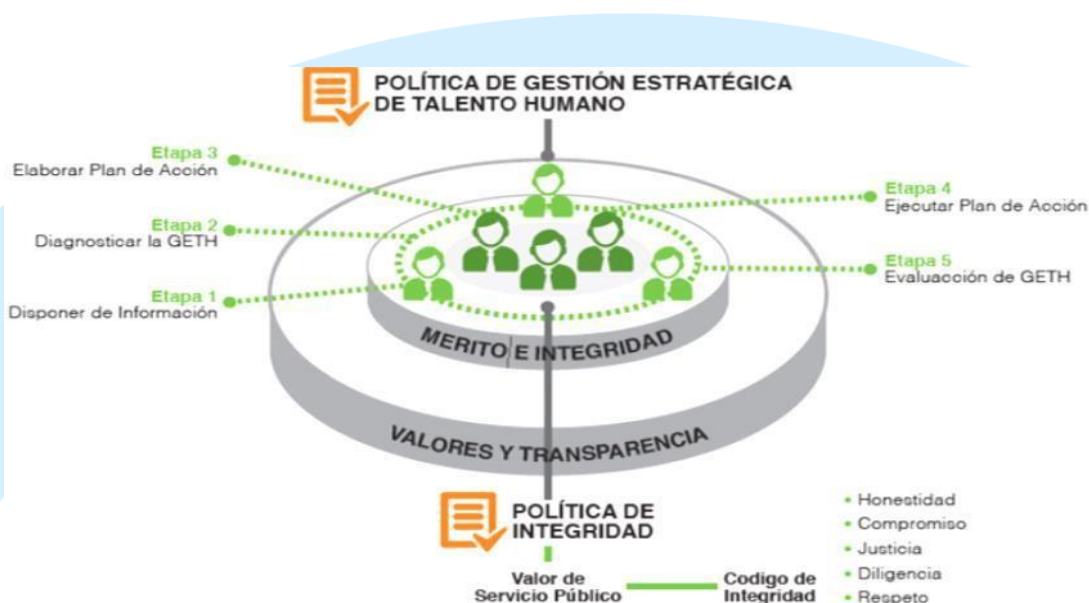 POLÍTICA DE GESTIÓN ESTRATÉGICA
DE TALENTO HUMANO
Etapa 3
Elaborar Plan de Acción
Etapa 2
Diagnosticar la GETH
Etapa 1
Disponer de Información
Etapa 4
Ejecutar Plan de Acción
Etapa 5
Evaluacción de GETH
MERITO E INTEGRIDAD
VALORES Y TRANSPARENCIA
POLÍTICA DE
INTEGRIDAD
Valor de
Servicio Público
Codigo de
Integridad
• Honestidad
• Compromiso
• Justicia
• Diligencia
• Respeto